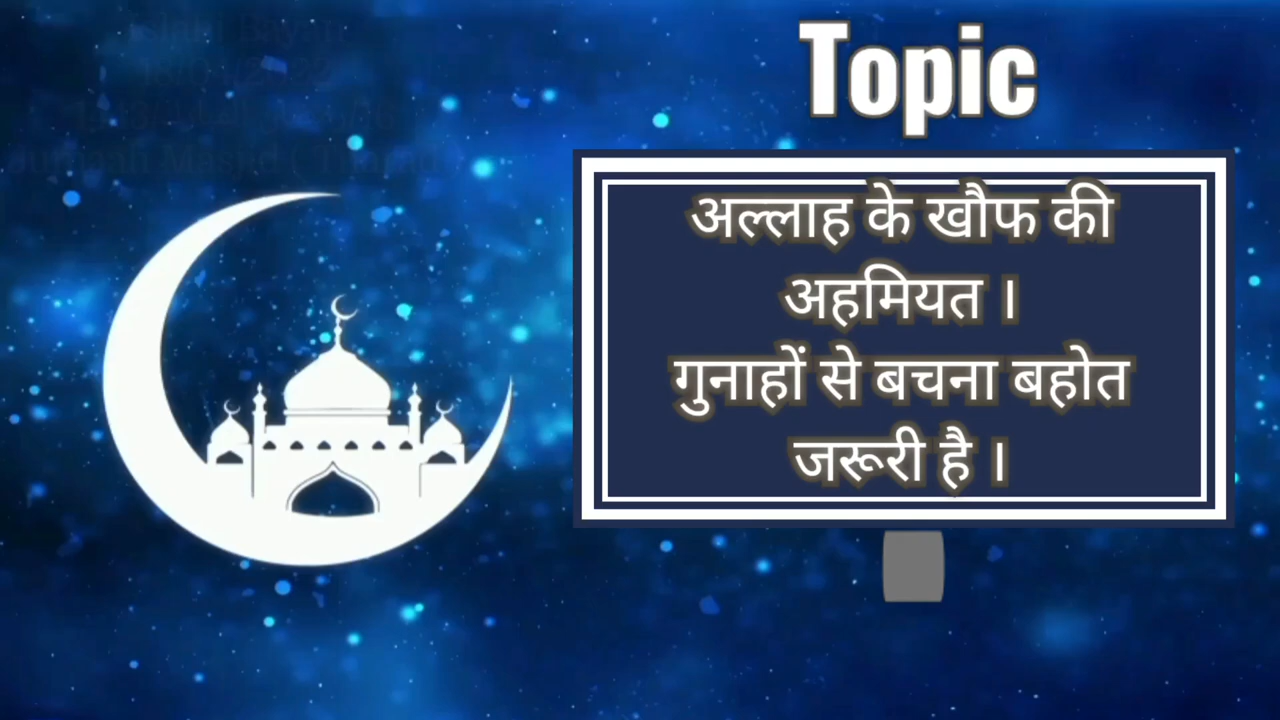 Topic
अल्लाह के खौफ की
अहमियत ।
गुनाहों से बचना बहोत
जरूरी है ।